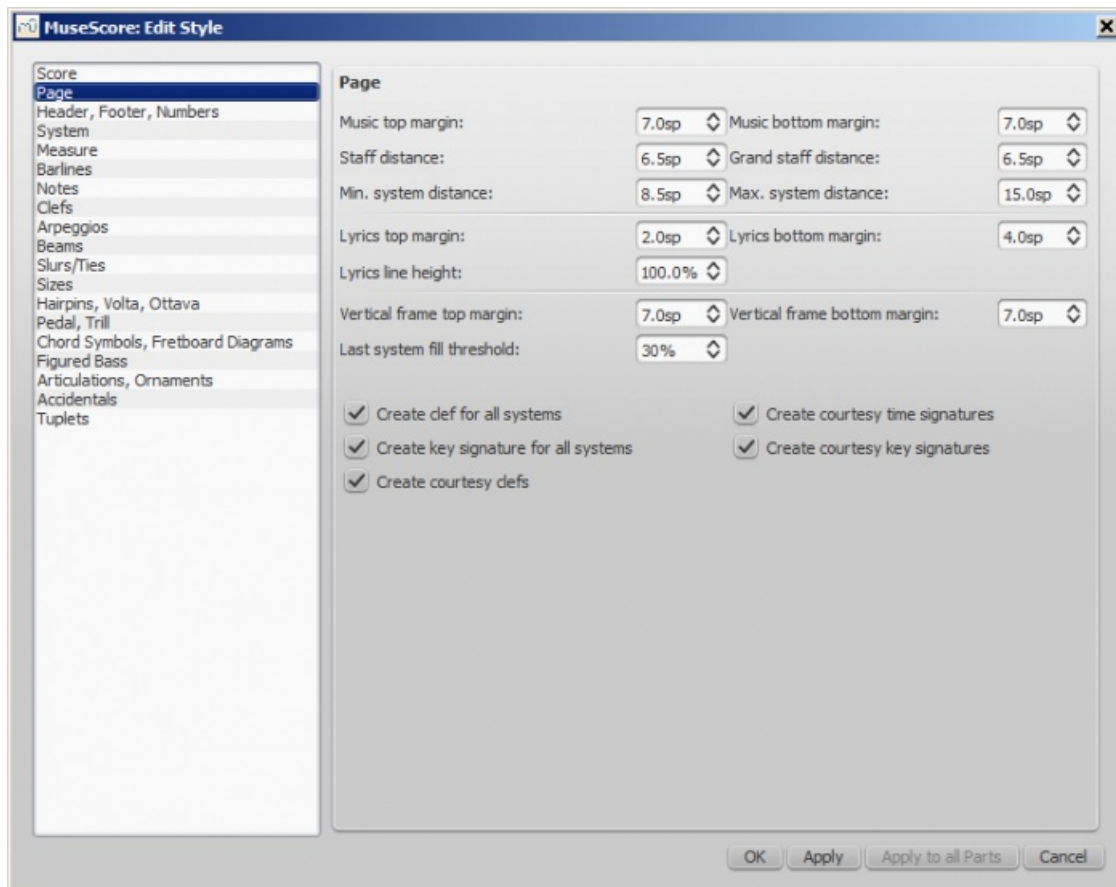 MuseScore: Edit Style
Score
Page
Header, Footer, Numbers
System
Measure
Barlines
Notes
Clefs
Arpeggios
Beams
Slurs/Ties
Sizes
Hairpins, Volta, Ottava
Pedal, Trill
Chord Symbols, Fretboard Diagrams
Figured Bass
Articulations, Ornaments
Accidentals
Tuplets
Page
Music top margin: 7.0sp Music bottom margin: 7.0sp
Staff distance: 6.5sp Grand staff distance: 6.5sp
Min. system distance: 8.5sp Max. system distance: 15.0sp
Lyrics top margin: 2.0sp Lyrics bottom margin: 4.0sp
Lyrics line height: 100.0%
Vertical frame top margin: 7.0sp Vertical frame bottom margin: 7.0sp
Last system fill threshold: 30%
Create clef for all systems Create courtesy time signatures
Create key signature for all systems Create courtesy key signatures
Create courtesy clefs
OK Apply Apply to all Parts Cancel